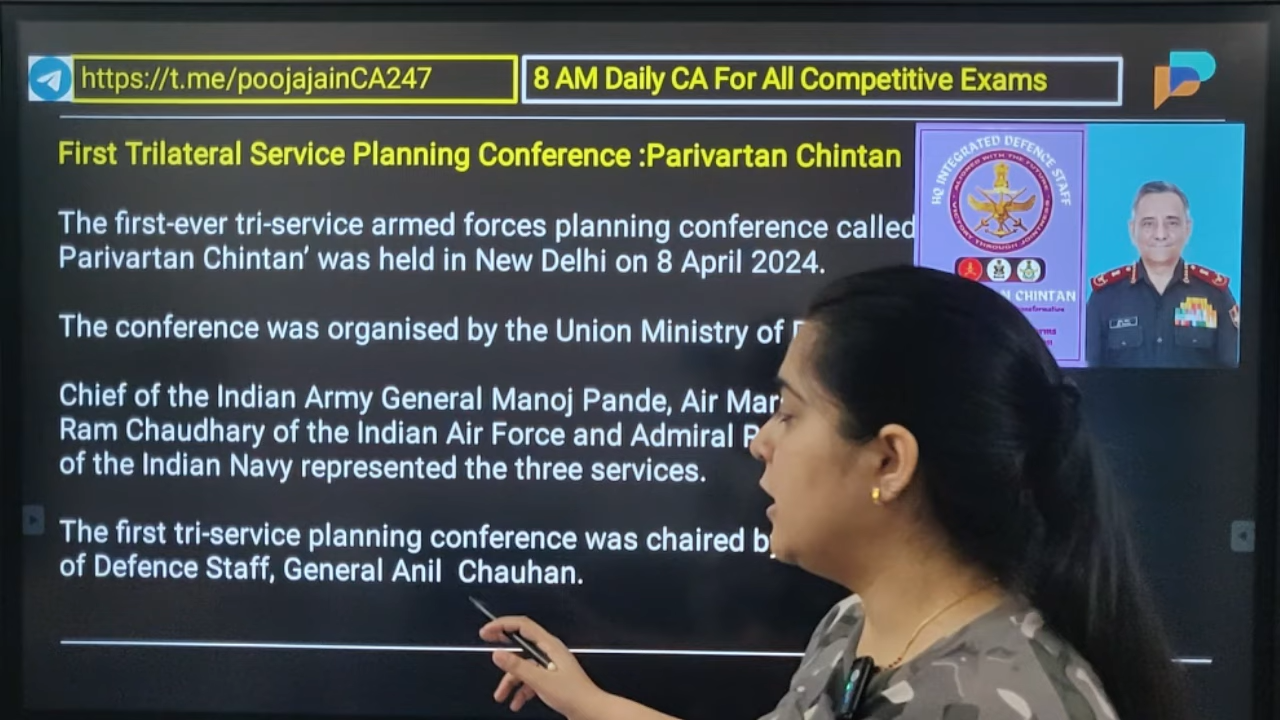 https://t.me/poojajainCA247
8 AM Daily CA For All Competitive Exams
First Trilateral Service Planning Conference :Parivartan Chintan
HQ INTEGRATED DEFENCE STAFF
The first-ever tri-service armed forces planning conference called
Parivartan Chintan’ was held in New Delhi on 8 April 2024.
CHINTAN
The conference was organised by the Union Ministry of
Chief of the Indian Army General Manoj Pande, Air
Ram Chaudhary of the Indian Air Force and Admiral
of the Indian Navy represented the three services.
The first tri-service planning conference was chaired
of Defence Staff, General Anil Chauhan.